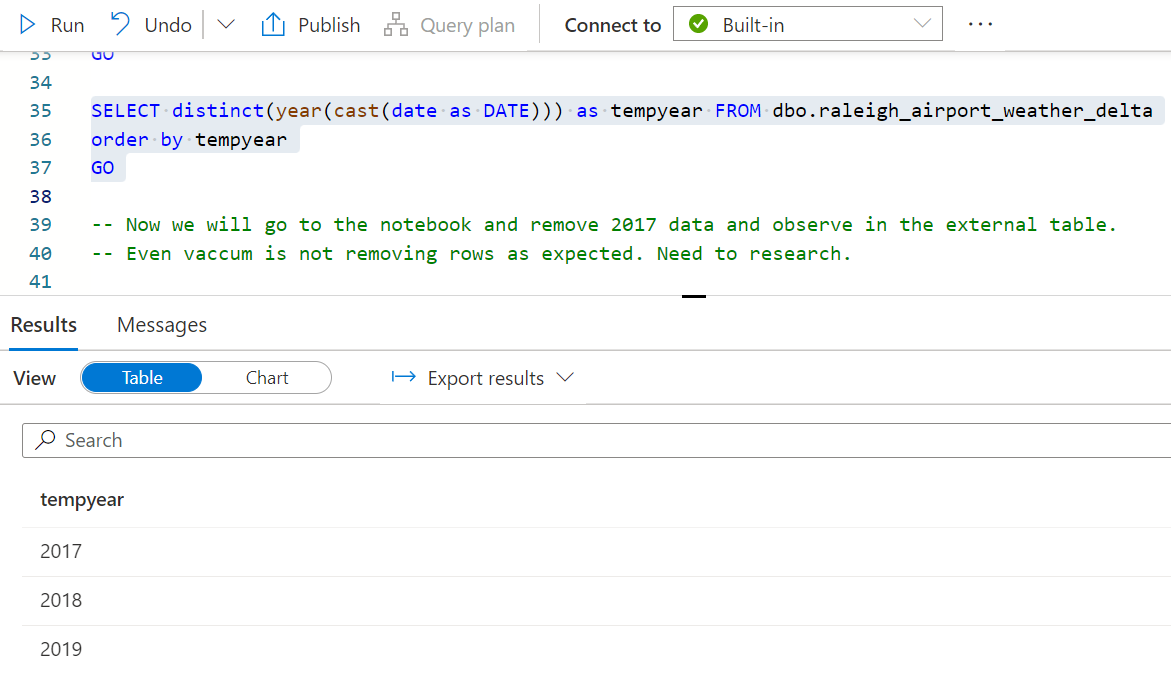 Run Undo Publish Query plan Connect to Built-in ...
33 GO
34
35 SELECT distinct(year(cast(date as DATE))) as tempyear FROM dbo.raleigh_airport_weather_delta
36 order by tempyear
37 GO
38
39 -- Now we will go to the notebook and remove 2017 data and observe in the external table.
40 -- Even vaccum is not removing rows as expected. Need to research.
41
Results Messages
View Table Chart Export results
Search
tempyear
2017
2018
2019